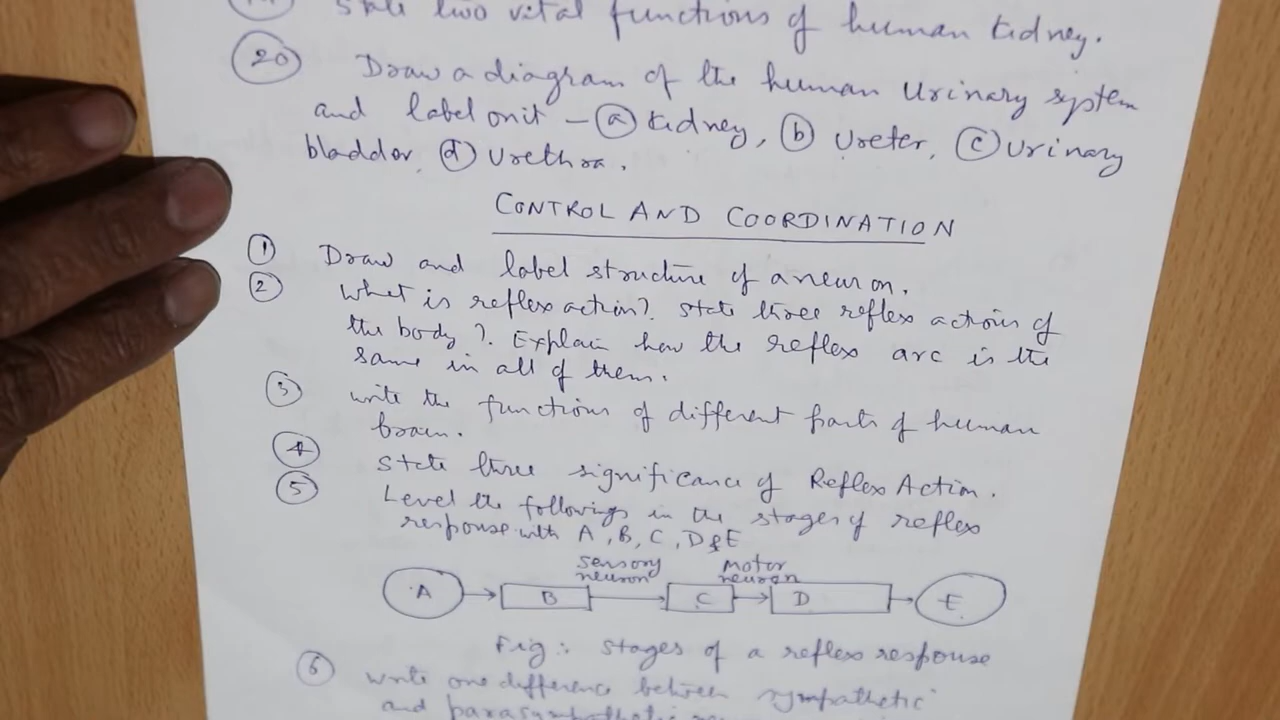 State two vital functions of human kidney.
20 Draw a diagram of the human Urinary system
and label on it - a kidney, b Ureter, c Urinary
bladder, d Urethra.
CONTROL AND COORDINATION
1 Draw and label structure of a neuron.
2 What is reflex action? State three reflex actions of
the body ?. Explain how the reflex arc is the
same in all of them.
3 write the functions of different parts of human
brain.
4 State three significance of Reflex Action.
5 Level the followings in the stages of reflex
response with A, B, C, D & E
sensory neuron motor neuron
A B C D E
Fig: Stages of a reflex response
6 write one difference between sympathetic
and parasympathetic